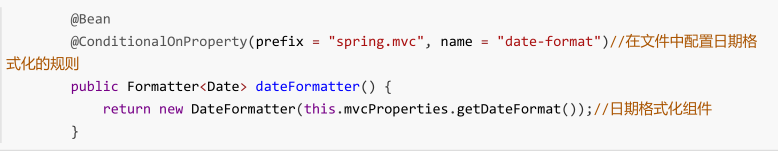 @Bean
@ConditionalOnProperty(prefix = "spring.mvc", name = "date-format")//在文件中配置日期格
式化的规则
public Formatter<Date> dateFormatter() {
return new DateFormatter(this.mvcProperties.getDateFormat());//日期格式化组件
}